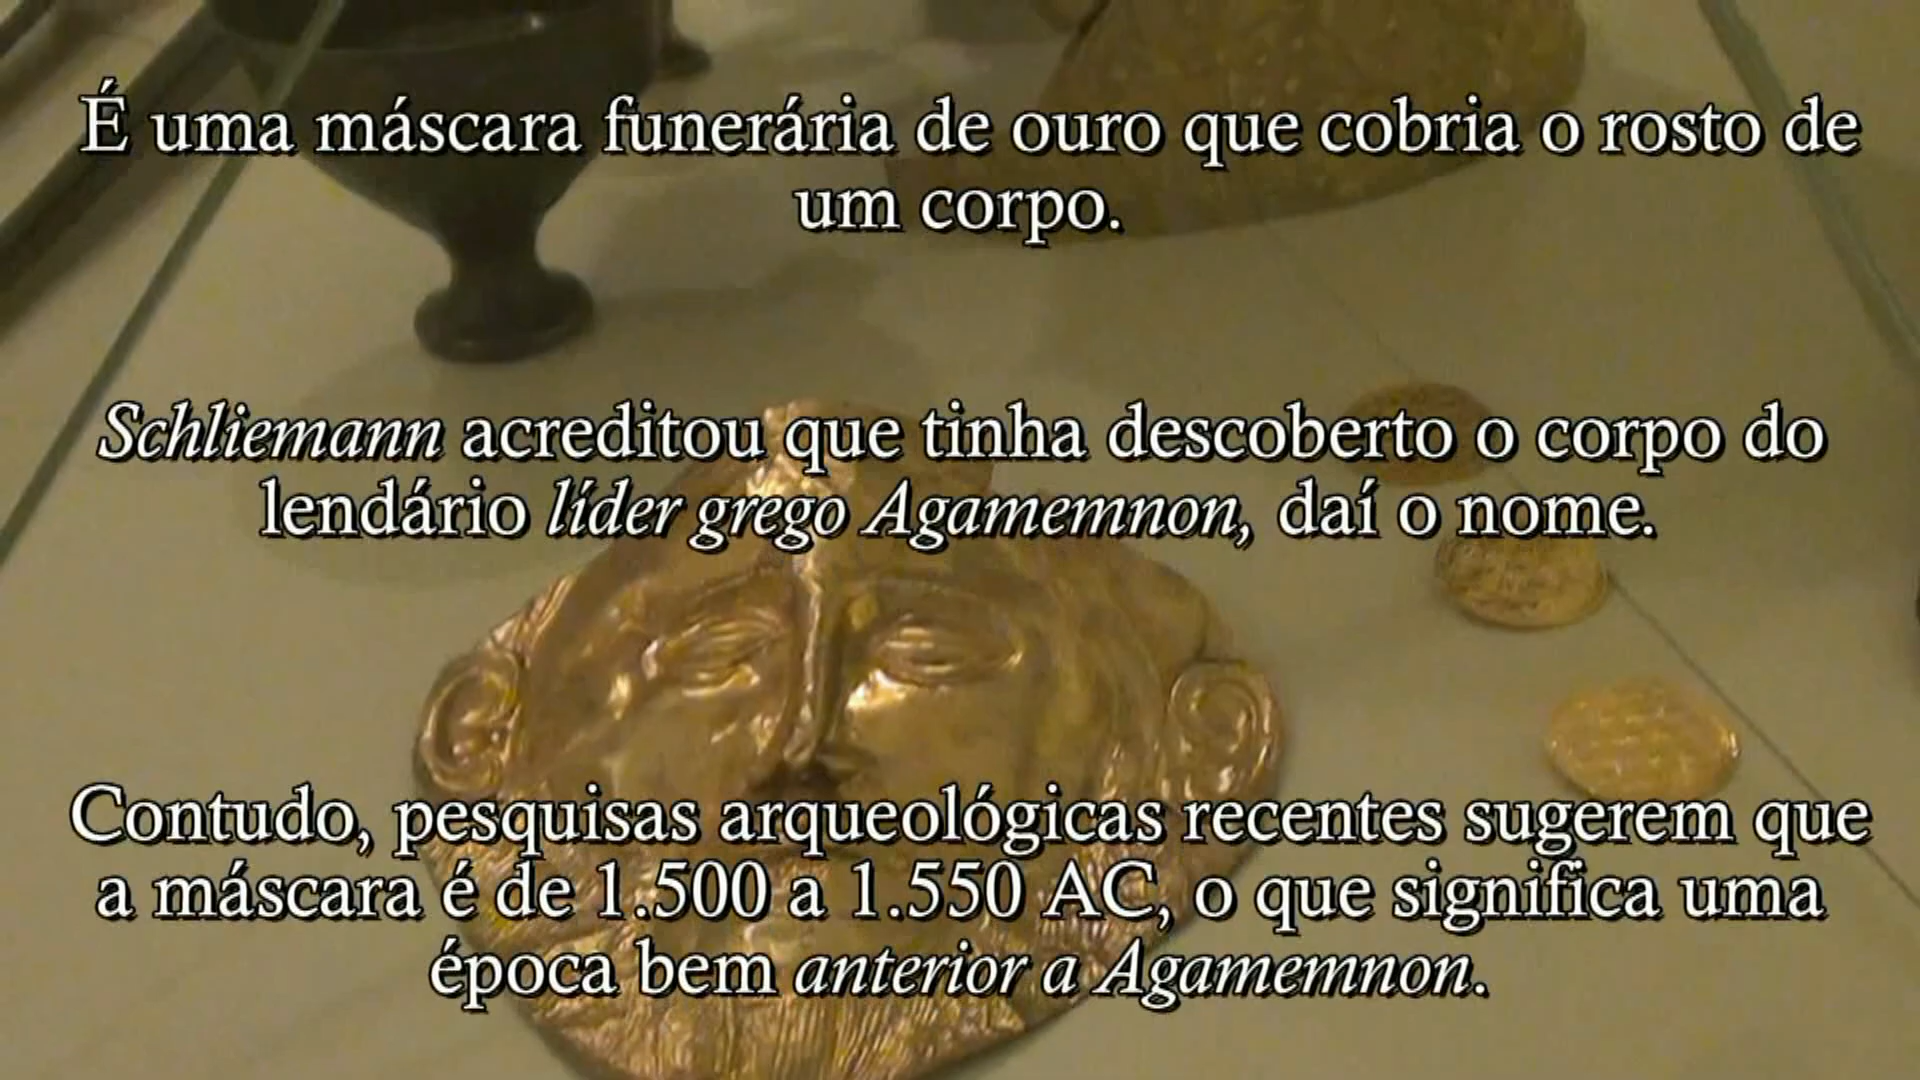 É uma máscara funerária de ouro que cobria o rosto de
um corpo.
Schliemann acreditou que tinha descoberto o corpo do
lendário líder grego Agamemnon, daí o nome.
Contudo, pesquisas arqueológicas recentes sugerem que
a máscara é de 1.500 a 1.550 AC, o que significa uma
época bem anterior a Agamemnon.